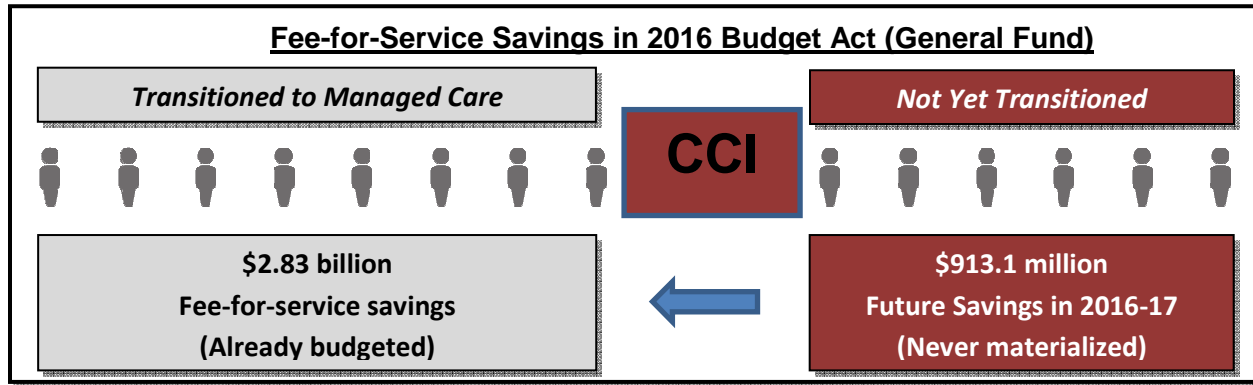 Fee-for-Service Savings in 2016 Budget Act (General Fund)
Transitioned to Managed Care
Not Yet Transitioned
CCI
$2.83 billion
Fee-for-service savings
(Already budgeted)
$913.1 million
Future Savings in 2016-17
(Never materialized)